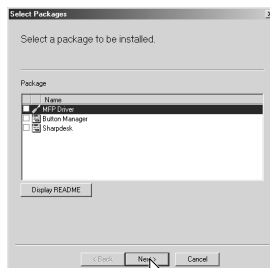 Select Packages
Select a package to be installed.
Package
Name
MFP Driver
Button Manager
Sharpdesk
Display README
< Back
Next >
Cancel